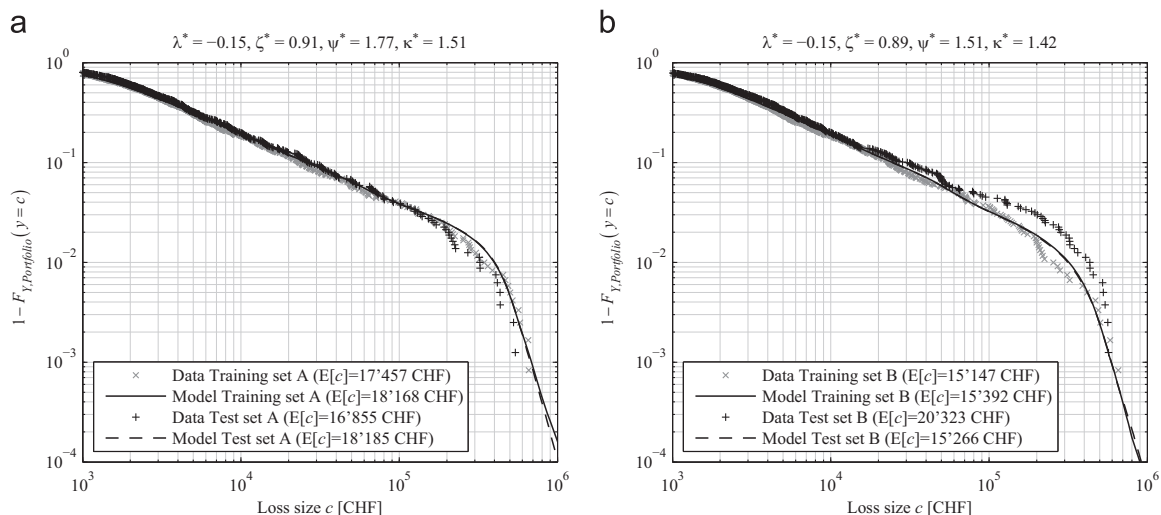 a
λ* = −0.15, ζ* = 0.91, ψ* = 1.77, κ* = 1.51
10^0
10^−1
10^−2
10^−3
10^−4
1 − F_Y,Portfolio(y = c)
Data Training set A (E[c]=17'457 CHF)
Model Training set A (E[c]=18'168 CHF)
Data Test set A (E[c]=16'855 CHF)
Model Test set A (E[c]=18'185 CHF)
10^3
10^4
10^5
10^6
Loss size c [CHF]
b
λ* = −0.15, ζ* = 0.89, ψ* = 1.51, κ* = 1.42
10^0
10^−1
10^−2
10^−3
10^−4
1 − F_Y,Portfolio(y = c)
Data Training set B (E[c]=15'147 CHF)
Model Training set B (E[c]=15'392 CHF)
Data Test set B (E[c]=20'323 CHF)
Model Test set B (E[c]=15'266 CHF)
10^3
10^4
10^5
10^6
Loss size c [CHF]